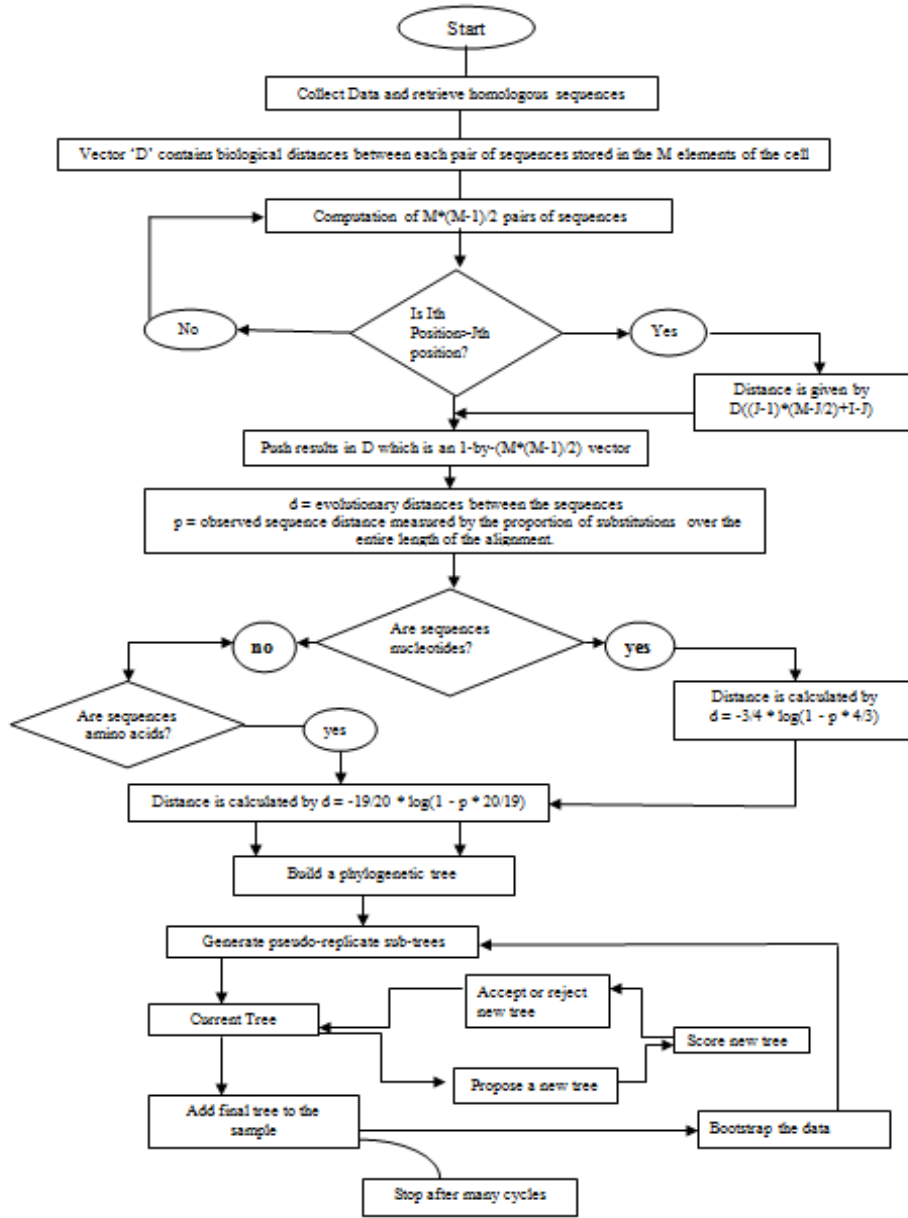 Start
Collect Data and retrieve homologous sequences
Vector ‘D’ contains biological distances between each pair of sequences stored in the M elements of the cell
Computation of M*(M-1)/2 pairs of sequences
Is Ith
Position=-Jth
position?
No
Yes
Distance is given by
D((J-1)*(M-J/2)+I-J)
Push results in D which is an 1-by-(M*(M-1)/2) vector
d = evolutionary distances between the sequences
p = observed sequence distance measured by the proportion of substitutions over the
entire length of the alignment.
Are sequences
nucleotides?
no
yes
Distance is calculated by
d = -3/4 * log(1 - p * 4/3)
Are sequences
amino acids?
yes
Distance is calculated by d = -19/20 * log(1 - p * 20/19)
Build a phylogenetic tree
Generate pseudo-replicate sub-trees
Accept or reject
new tree
Current Tree
Score new tree
Propose a new tree
Add final tree to the
sample
Bootstrap the data
Stop after many cycles